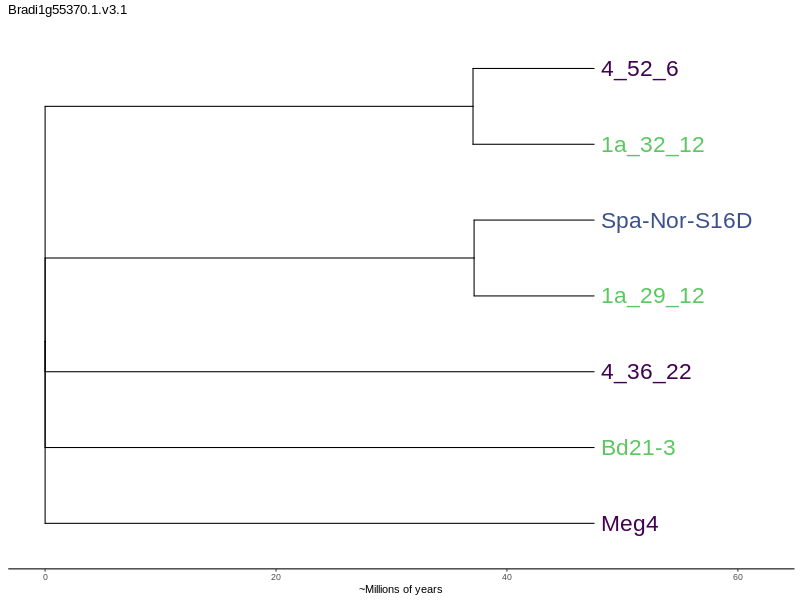 Bradi1g55370.1.v3.1
4_52_6
1a_32_12
Spa-Nor-S16D
1a_29_12
4_36_22
Bd21-3
Meg4
0 20 40 60
~Millions of years